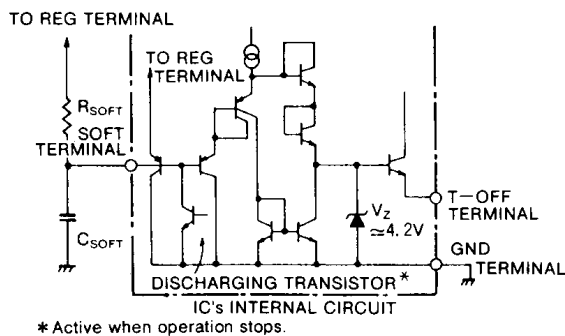 TO REG TERMINAL
TO REG
TERMINAL
RSOFT
SOFT
TERMINAL
CSOFT
VZ
≃4.2V
T-OFF
TERMINAL
GND
TERMINAL
DISCHARGING TRANSISTOR*
IC's INTERNAL CIRCUIT
*Active when operation stops.